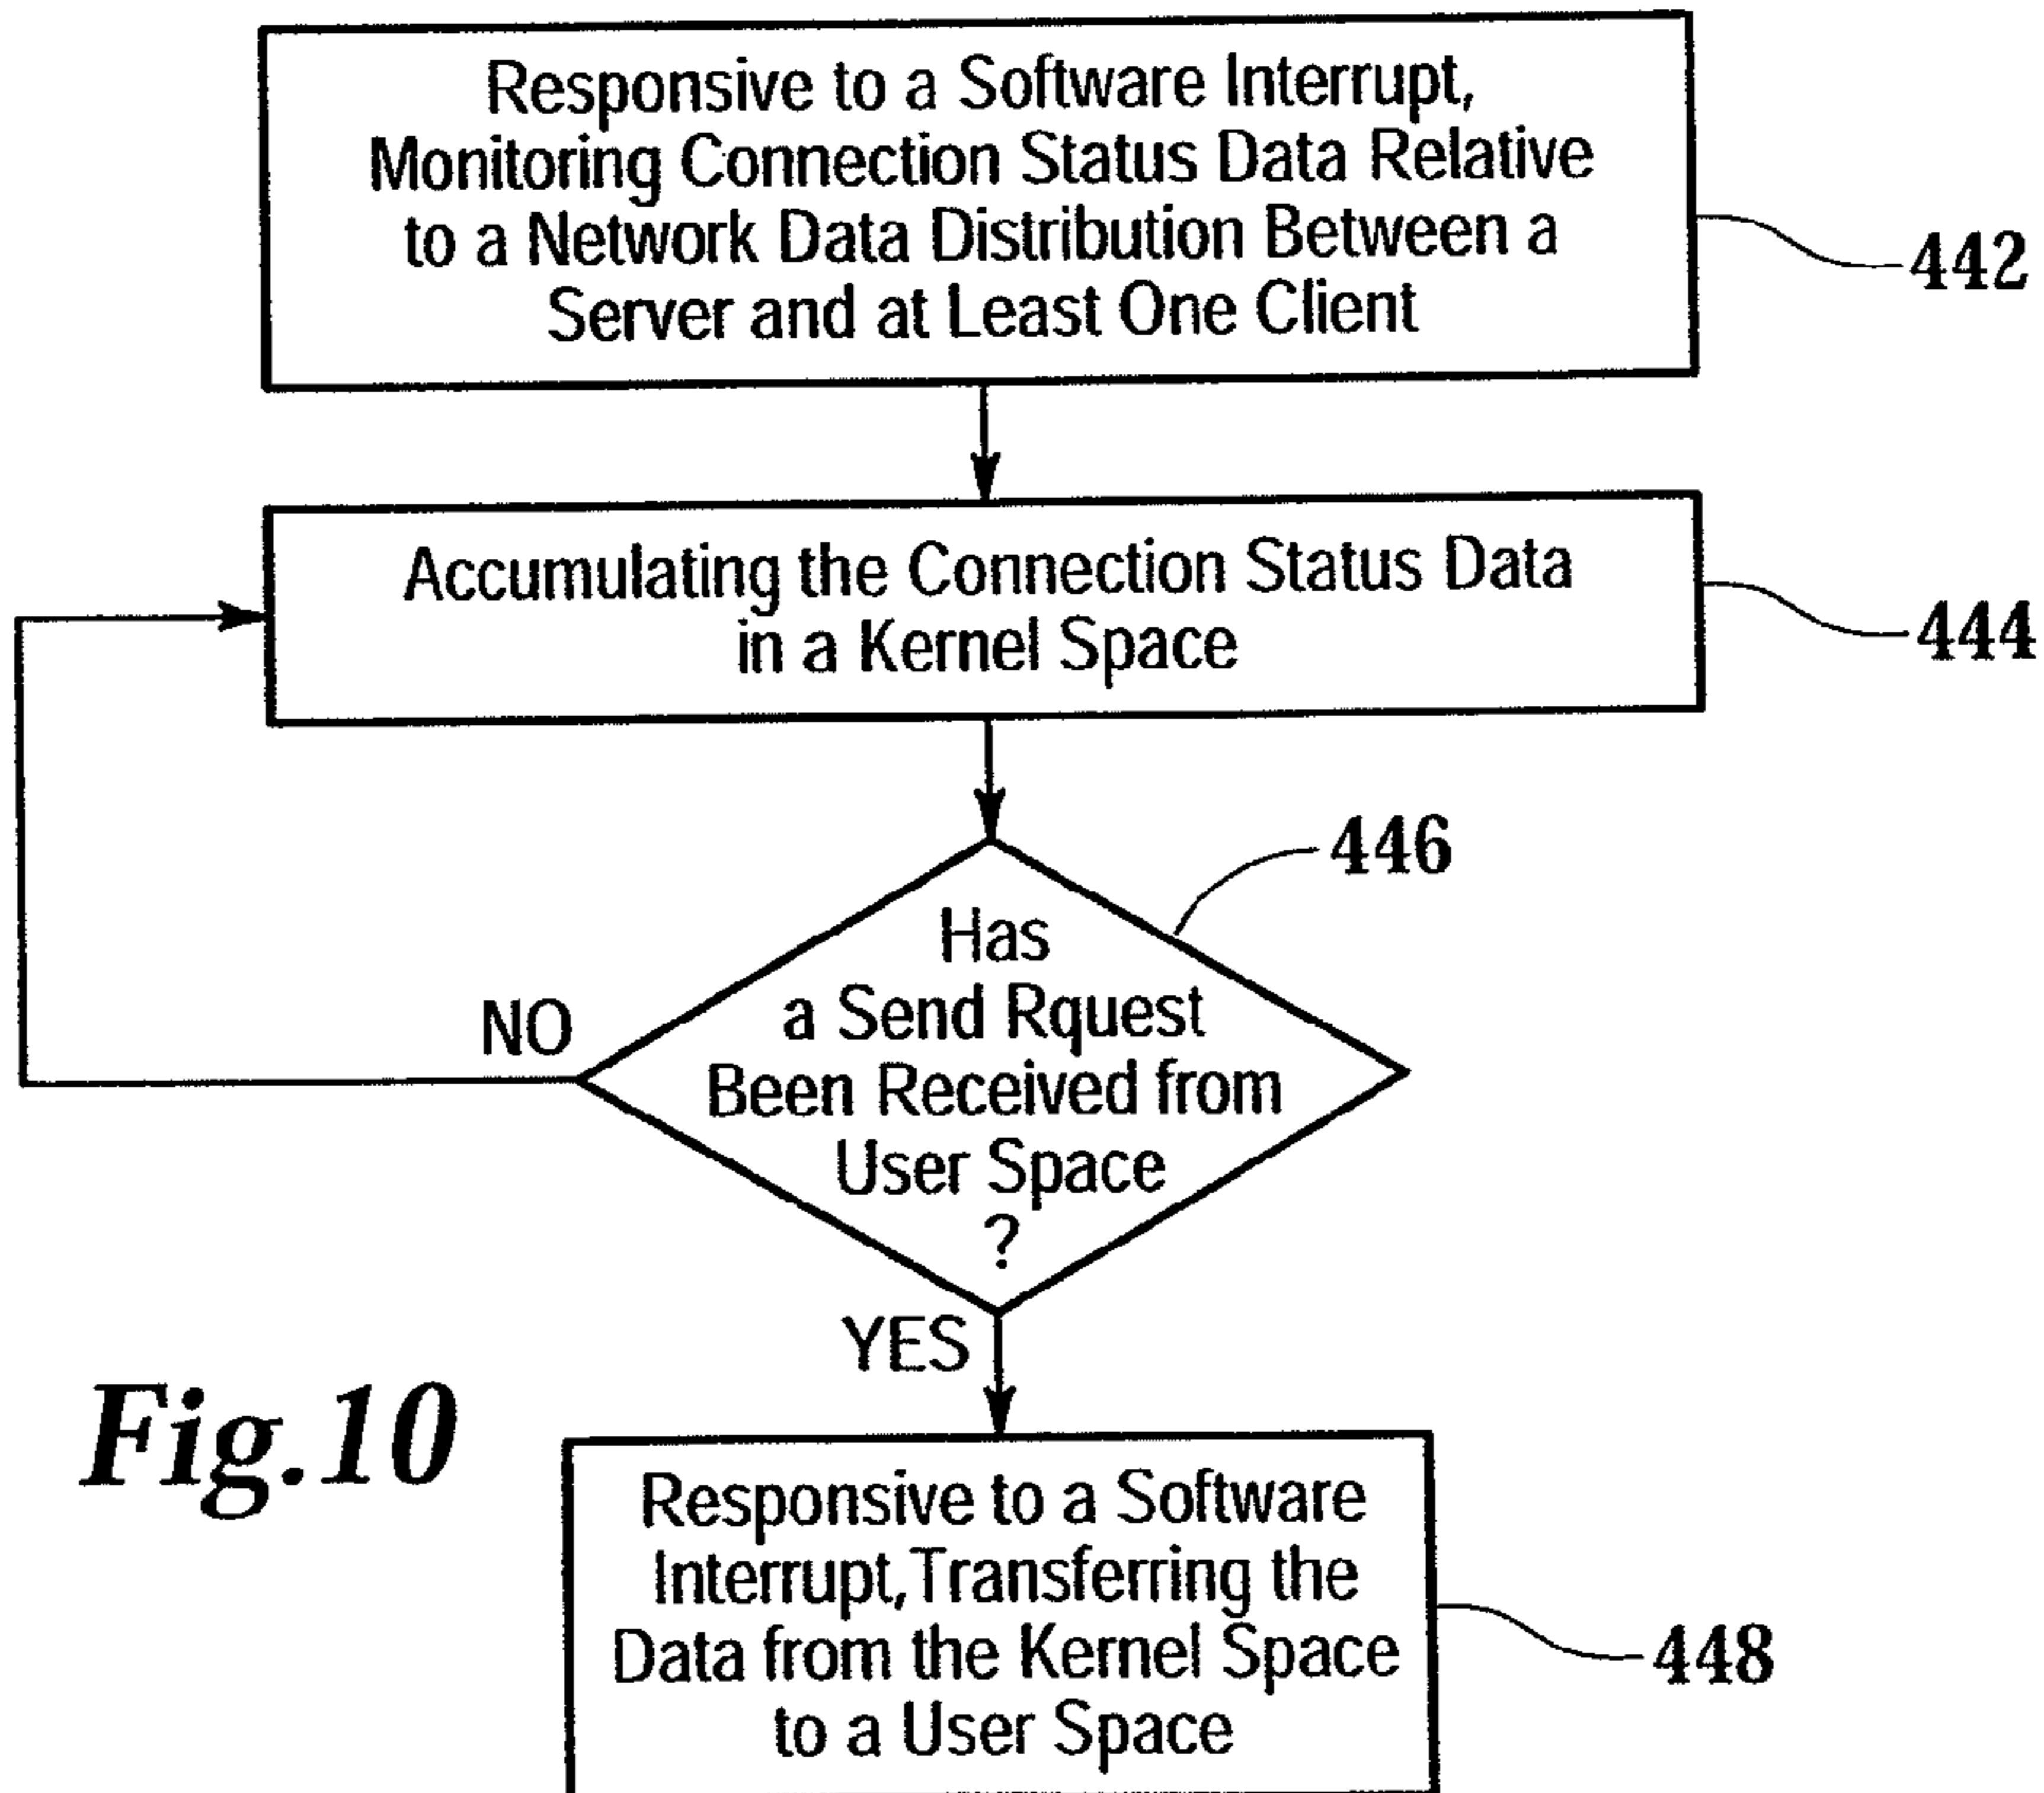 Responsive to a Software Interrupt,
Monitoring Connection Status Data Relative
to a Network Data Distribution Between a
Server and at Least One Client
442
Accumulating the Connection Status Data
in a Kernel Space
444
446
Has
a Send Rquest
Been Received from
User Space
?
NO
YES
Fig.10
Responsive to a Software
Interrupt, Transferring the
Data from the Kernel Space
to a User Space
448